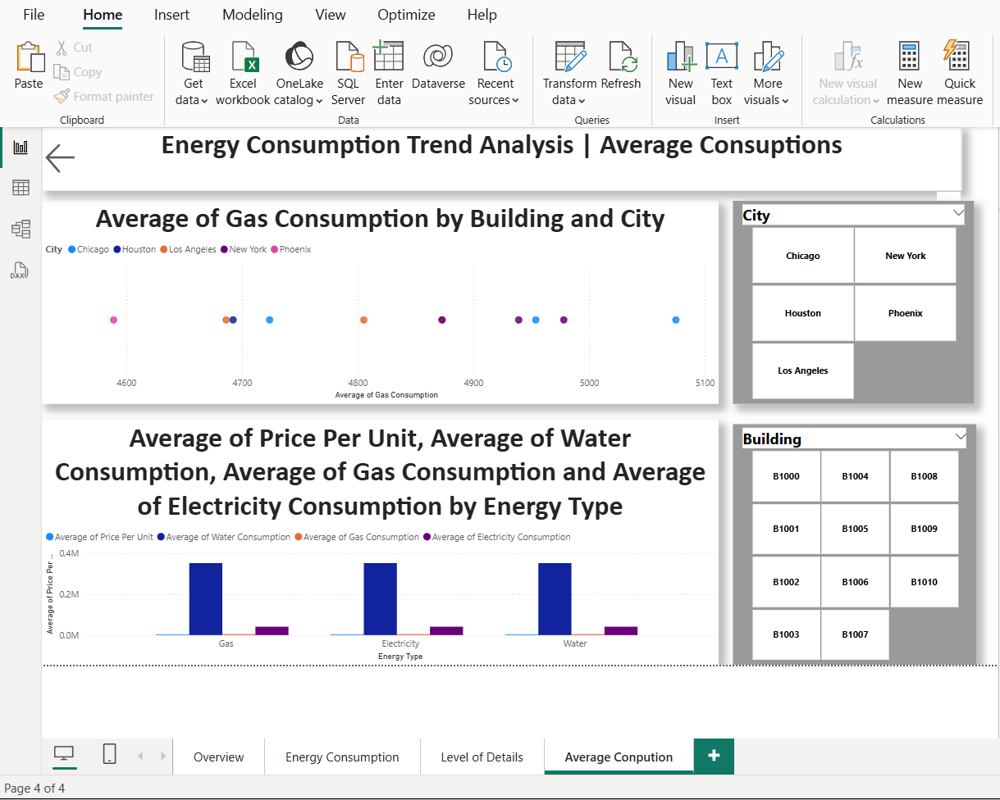 File Home Insert Modeling View Optimize Help
Paste
Cut
Copy
Format painter
Clipboard
Get data
Excel workbook
OneLake catalog
SQL Server
Enter data
Dataverse
Recent sources
Data
Transform data
Refresh
Queries
New visual
Text box
More visuals
Insert
New visual calculation
New measure
Quick measure
Calculations
DAX
Energy Consumption Trend Analysis | Average Consuptions
Average of Gas Consumption by Building and City
City Chicago Houston Los Angeles New York Phoenix
4600 4700 4800 4900 5000 5100
Average of Gas Consumption
City
Chicago New York
Houston Phoenix
Los Angeles
Average of Price Per Unit, Average of Water
Consumption, Average of Gas Consumption and Average
of Electricity Consumption by Energy Type
Average of Price Per Unit Average of Water Consumption Average of Gas Consumption Average of Electricity Consumption
Average of Price Per ...
0.4M
0.2M
0.0M
Gas Electricity Water
Energy Type
Building
B1000 B1004 B1008
B1001 B1005 B1009
B1002 B1006 B1010
B1003 B1007
Overview Energy Consumption Level of Details Average Conpution +
Page 4 of 4